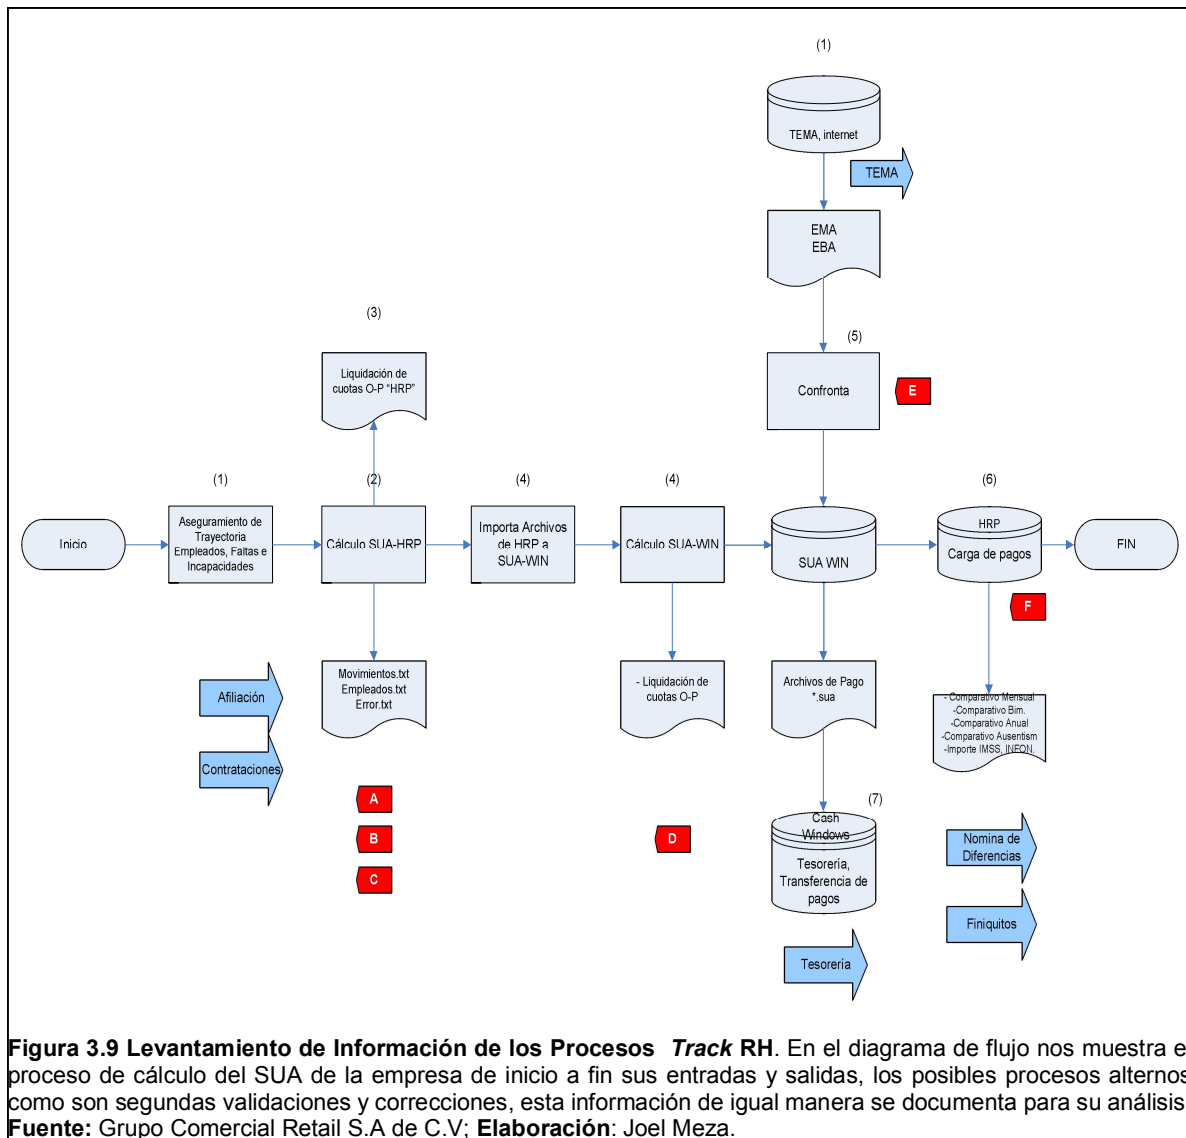 (1)
TEMA, internet
TEMA
EMA
EBA
(3)
(5)
Liquidación de
cuotas O-P “HRP”
Confronta
E
(1)
(2)
(4)
(4)
(6)
Inicio
Aseguramiento de
Trayectoria
Empleados, Faltas e
Incapacidades
Cálculo SUA-HRP
Importa Archivos
de HRP a
SUA-WIN
Cálculo SUA-WIN
SUA WIN
HRP
Carga de pagos
FIN
F
Afiliación
Contrataciones
Movimientos.txt
Empleados.txt
Error.txt
- Liquidación de
cuotas O-P
Archivos de Pago
*.sua
- Comparativo Mensual
-Comparativo Bim.
-Comparativo Anual
-Comparativo Ausentism
-Importe IMSS, INFON.
A
B
C
D
(7)
Cash
Windows
Tesorería,
Transferencia de
pagos
Nomina de
Diferencias
Finiquitos
Tesorería
Figura 3.9 Levantamiento de Información de los Procesos Track RH. En el diagrama de flujo nos muestra e
proceso de cálculo del SUA de la empresa de inicio a fin sus entradas y salidas, los posibles procesos alternos
como son segundas validaciones y correcciones, esta información de igual manera se documenta para su análisis
Fuente: Grupo Comercial Retail S.A de C.V; Elaboración: Joel Meza.